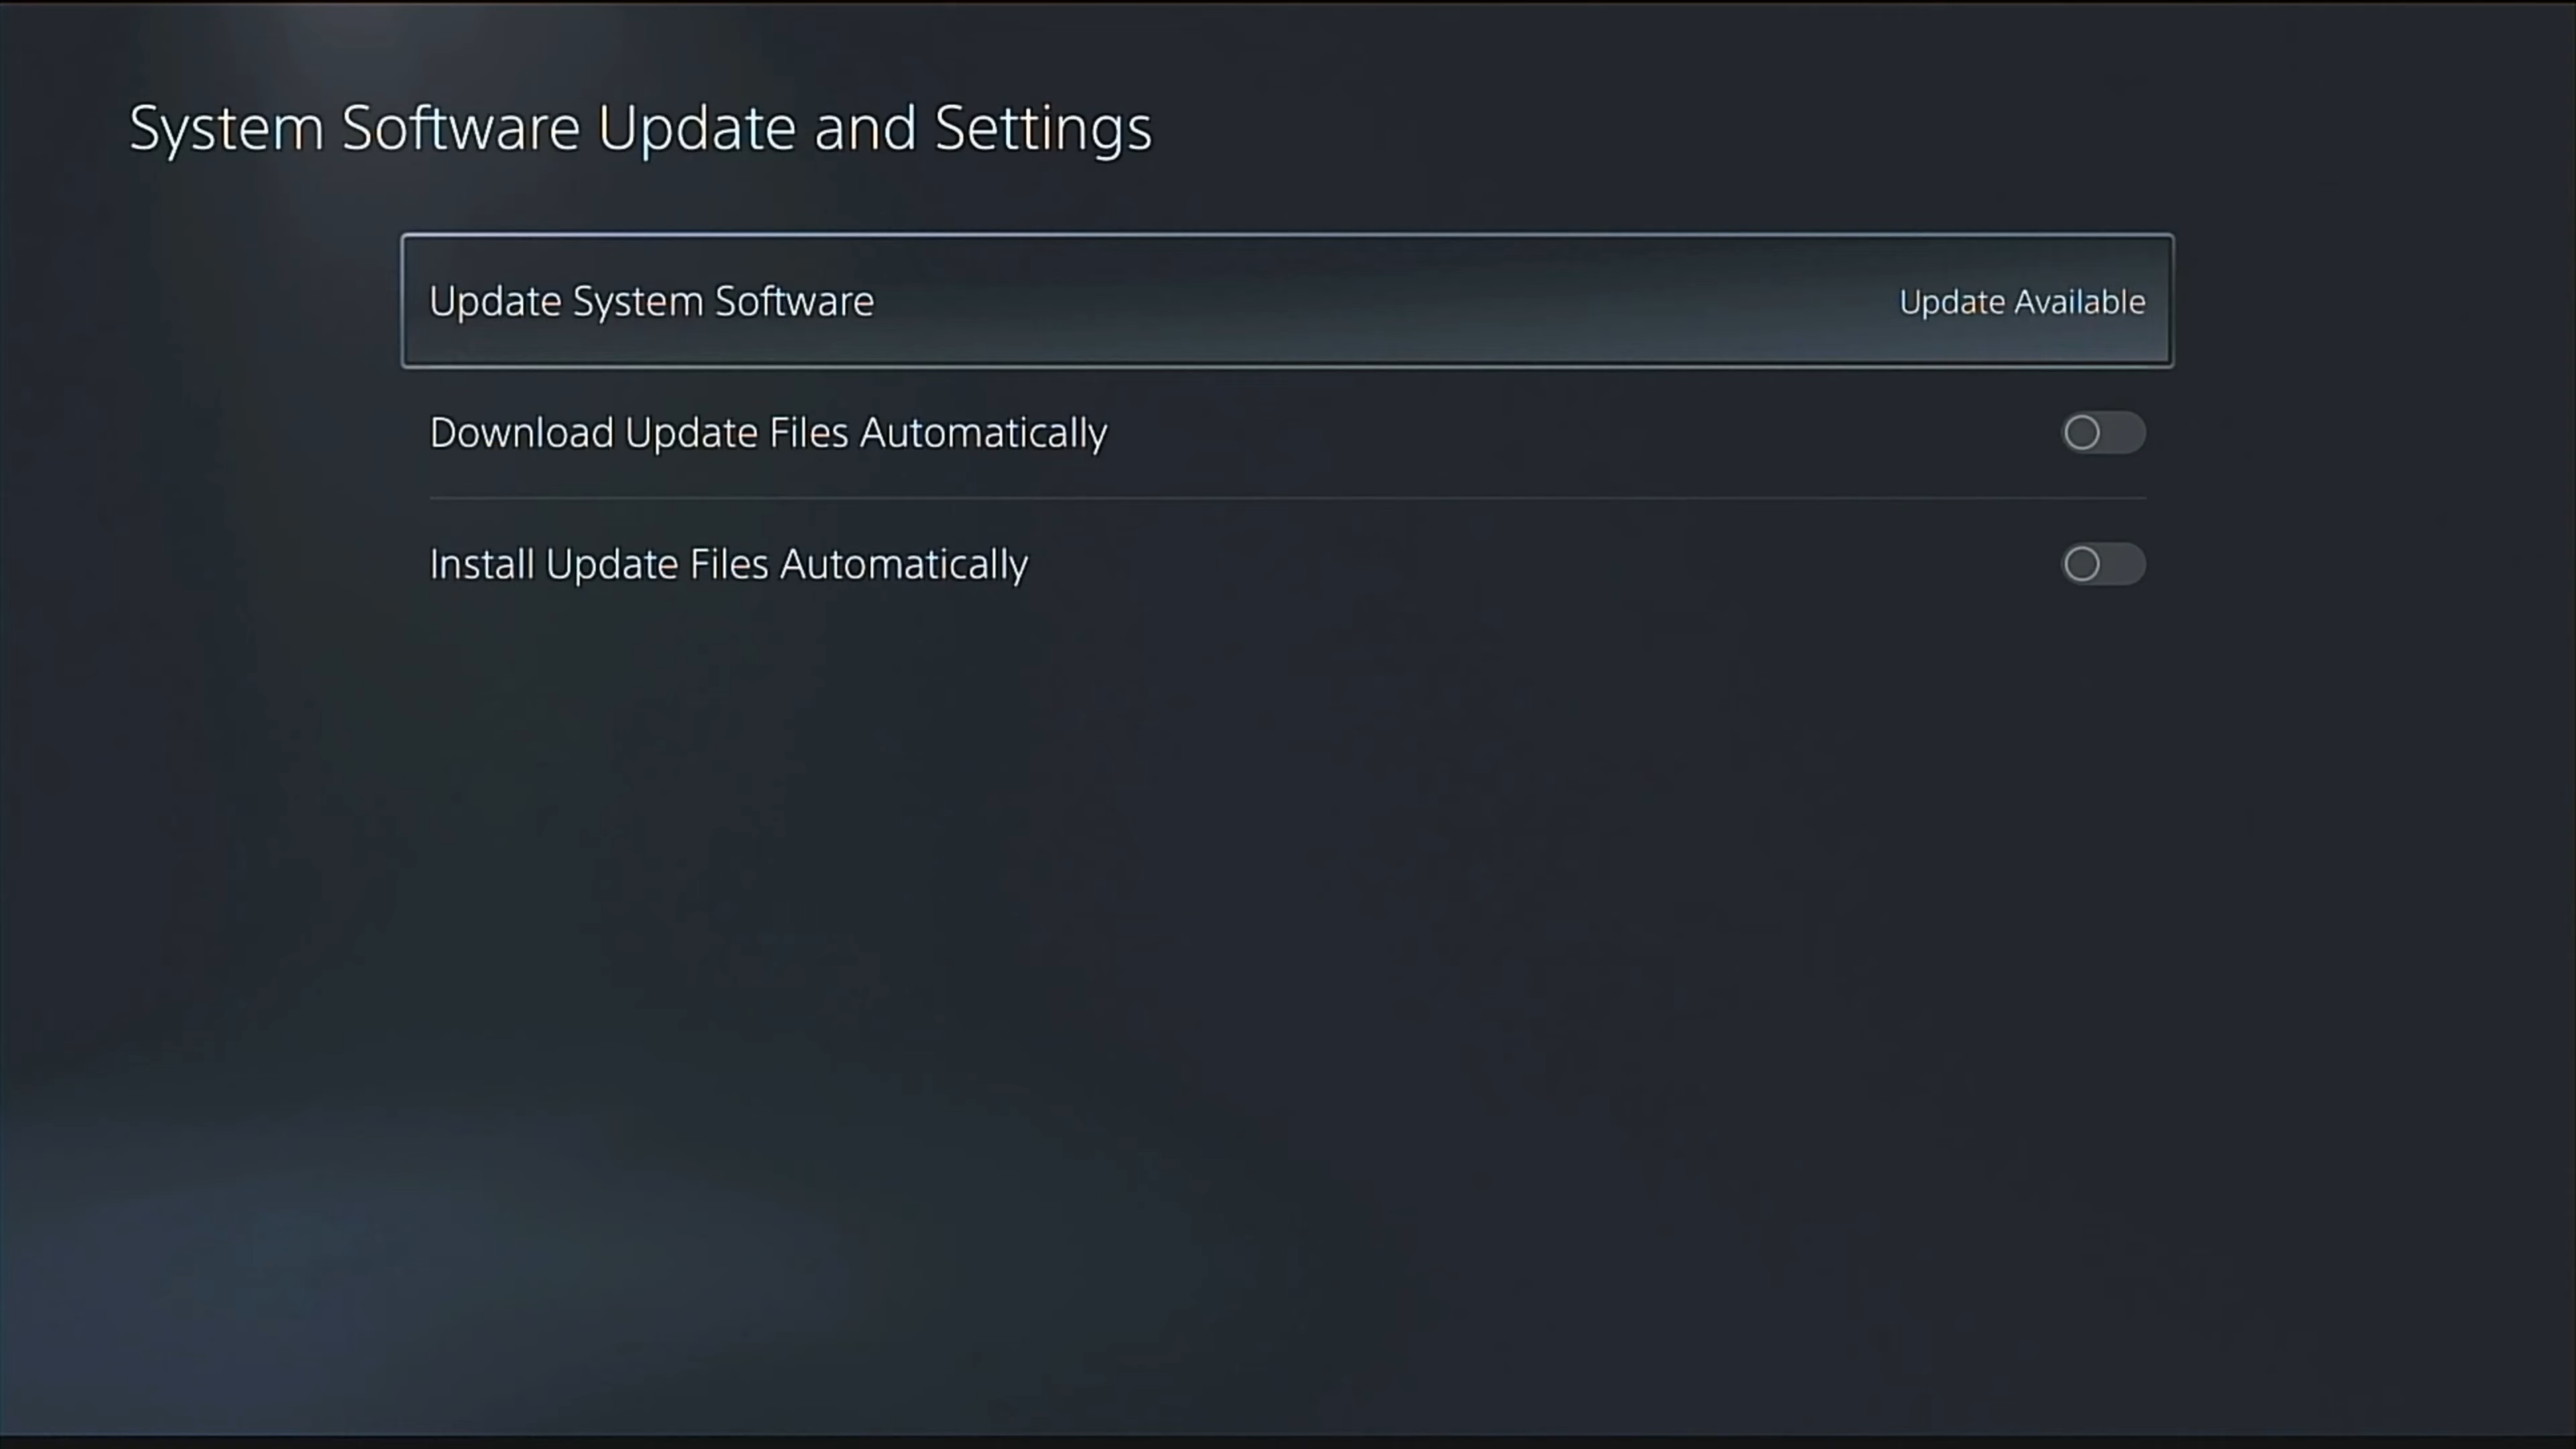 System Software Update and Settings
Update System Software
Update Available
Download Update Files Automatically
Install Update Files Automatically